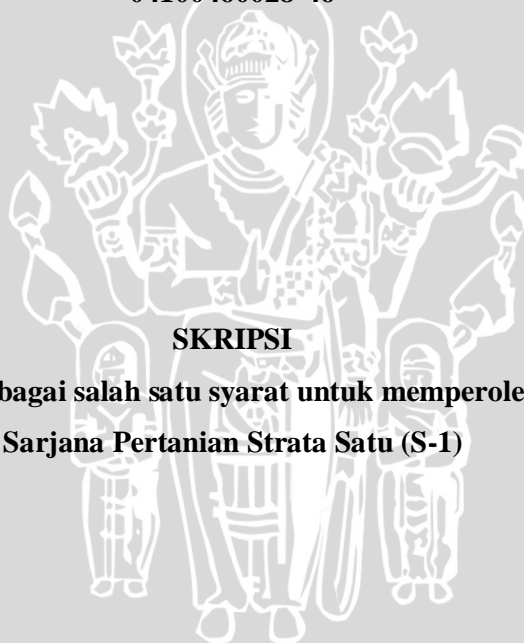 SKRIPSI
bagai salah satu syarat untuk memperole
Sarjana Pertanian Strata Satu (S-1)